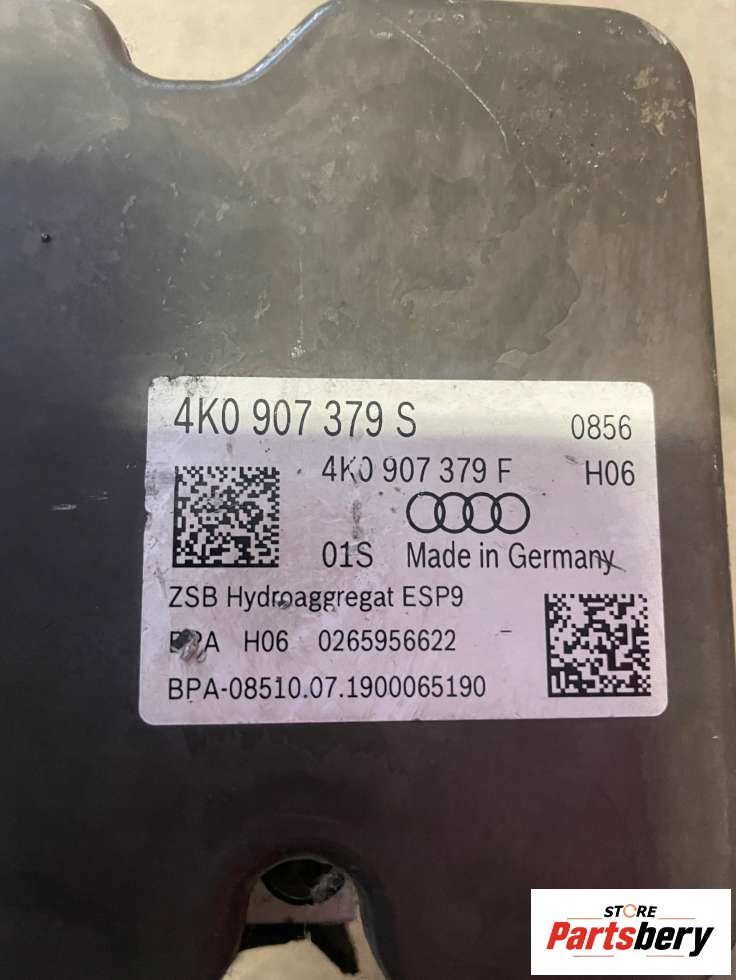 4K0 907 379 S
0856
4K0 907 379 F
H06
01S Made in Germany
ZSB Hydroaggregat ESP9
H06 0265956622 –
BPA-08510.07.1900065190
STORE
Partsbery